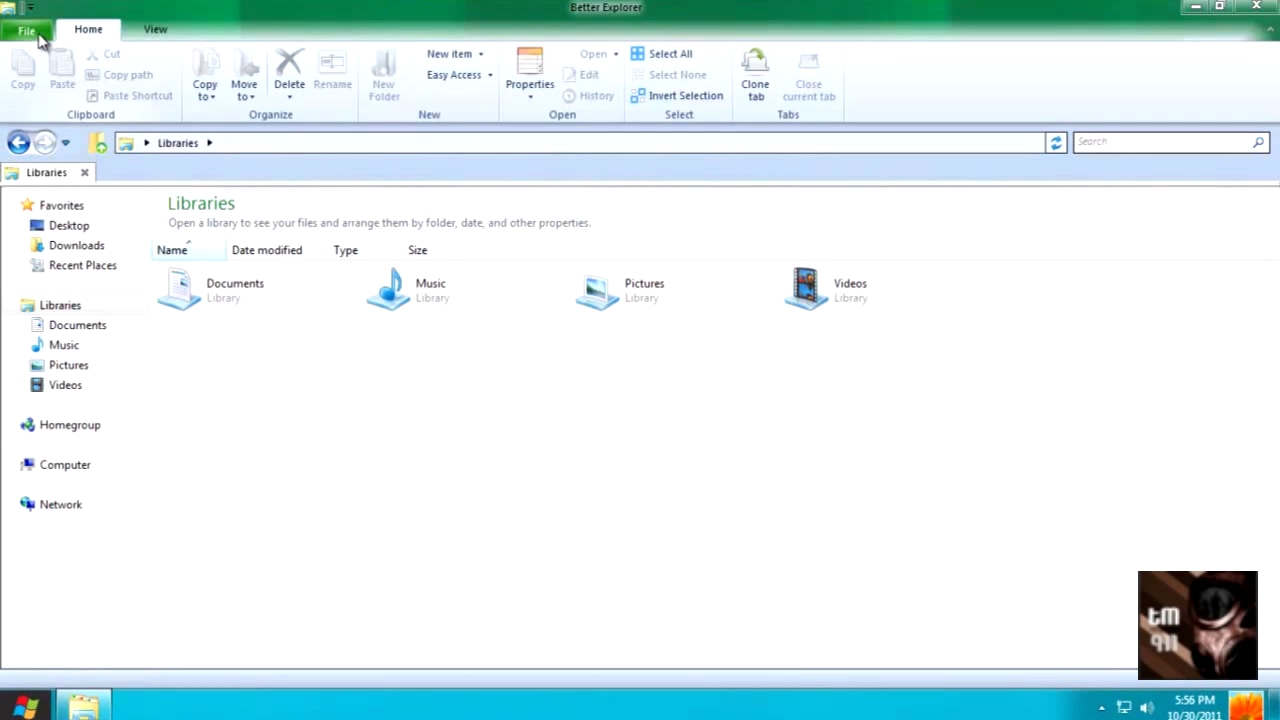 Better Explorer
File Home View
Copy Paste Cut Copy path Paste Shortcut
Clipboard
Copy to Move to Delete Rename
Organize
New Folder New item Easy Access
New
Properties Open Edit History
Open
Select All Select None Invert Selection
Select
Clone tab Close current tab
Tabs
Libraries
Search
Libraries
Favorites
Desktop
Downloads
Recent Places
Libraries
Documents
Music
Pictures
Videos
Homegroup
Computer
Network
Libraries
Open a library to see your files and arrange them by folder, date, and other properties.
Name Date modified Type Size
Documents Music Pictures Videos
Library Library Library Library
tM
911
5:56 PM
10/30/2011